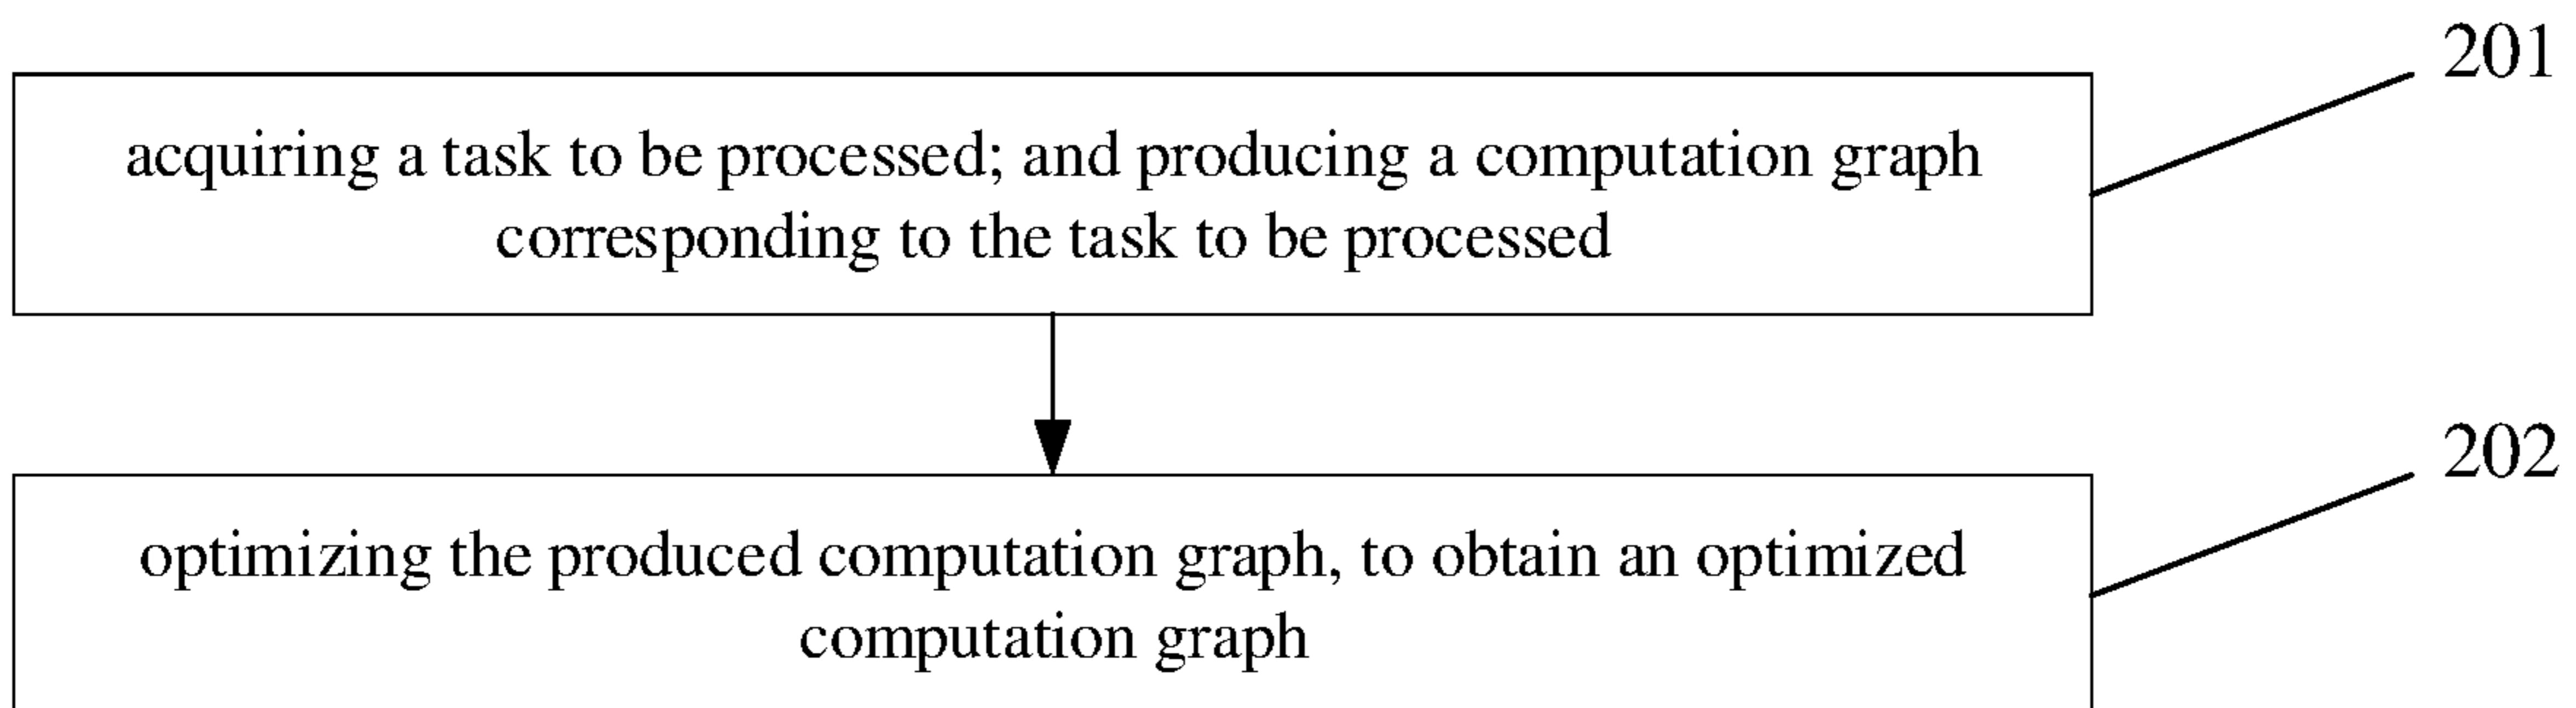 201
acquiring a task to be processed; and producing a computation graph
corresponding to the task to be processed
202
optimizing the produced computation graph, to obtain an optimized
computation graph